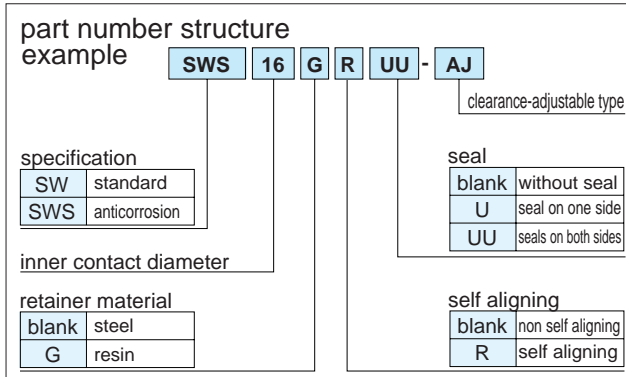 part number structure
example
SWS 16 G R UU - AJ
clearance-adjustable type
specification
SW standard
SWS anticorrosion
seal
blank without seal
U seal on one side
UU seals on both sides
inner contact diameter
retainer material
blank steel
G resin
self aligning
blank non self aligning
R self aligning